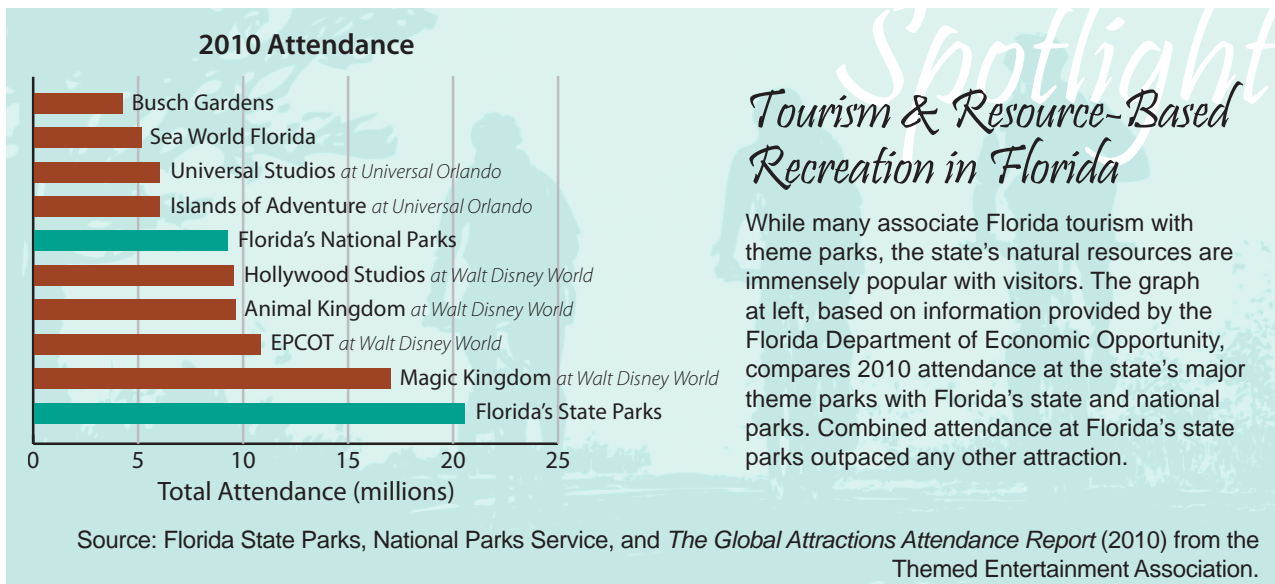 Spotlight
2010 Attendance
Busch Gardens
Sea World Florida
Universal Studios at Universal Orlando
Islands of Adventure at Universal Orlando
Florida's National Parks
Hollywood Studios at Walt Disney World
Animal Kingdom at Walt Disney World
EPCOT at Walt Disney World
Magic Kingdom at Walt Disney World
Florida's State Parks
0 5 10 15 20 25
Total Attendance (millions)
Tourism & Resource-Based
Recreation in Florida
While many associate Florida tourism with
theme parks, the state's natural resources are
immensely popular with visitors. The graph
at left, based on information provided by the
Florida Department of Economic Opportunity,
compares 2010 attendance at the state's major
theme parks with Florida's state and national
parks. Combined attendance at Florida's state
parks outpaced any other attraction.
Source: Florida State Parks, National Parks Service, and The Global Attractions Attendance Report (2010) from the
Themed Entertainment Association.